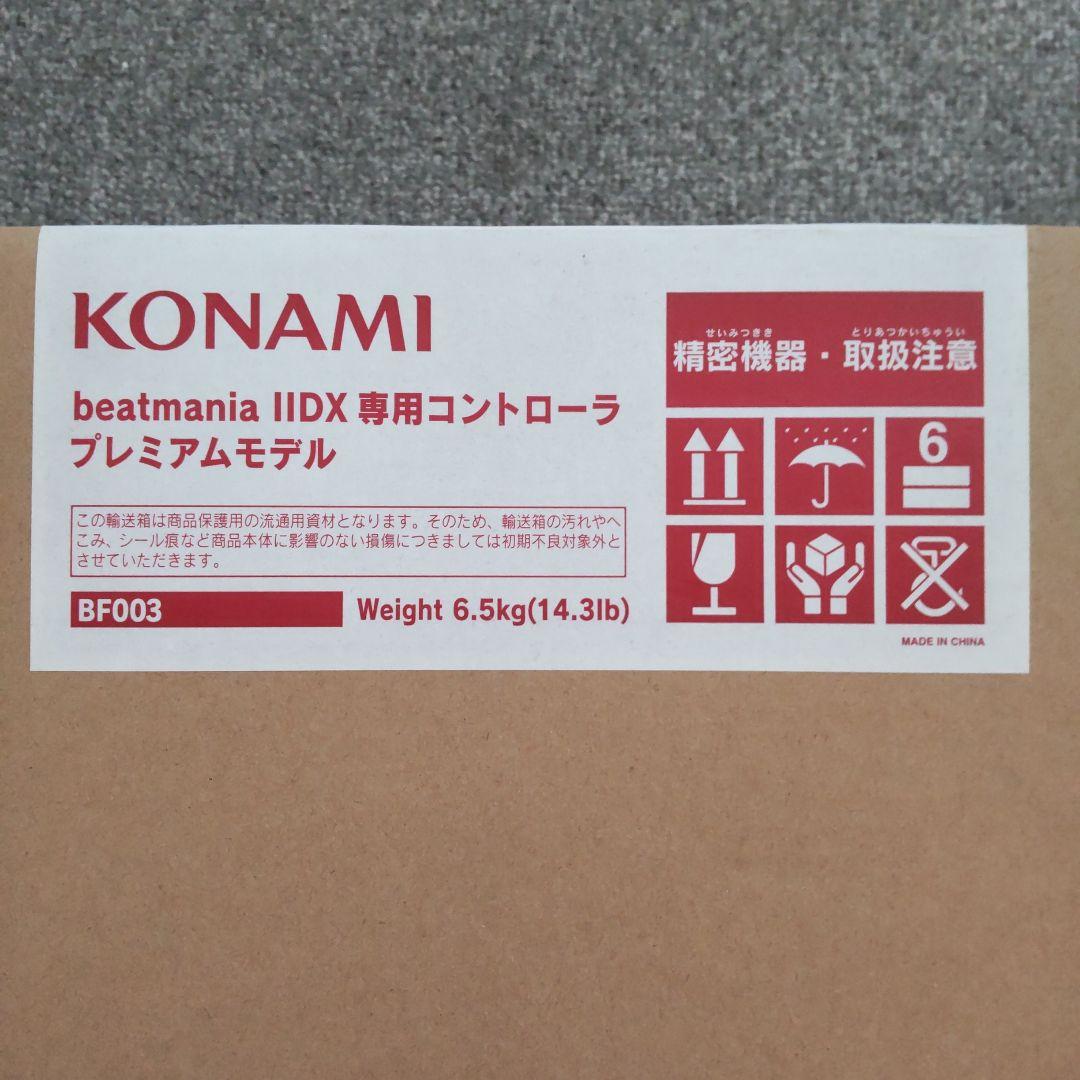 KONAMI
beatmania IIDX 専用コントローラ
プレミアムモデル
この輸送箱は商品保護用の流通用資材となります。そのため、輸送箱の汚れやへ
こみ、シール痕など商品本体に影響のない損傷につきましては初期不良対象外と
させていただきます。
BF003
Weight 6.5kg(14.3lb)
せいみつきき とりあつかいちゅうい
精密機器・取扱注意
6
MADE IN CHINA